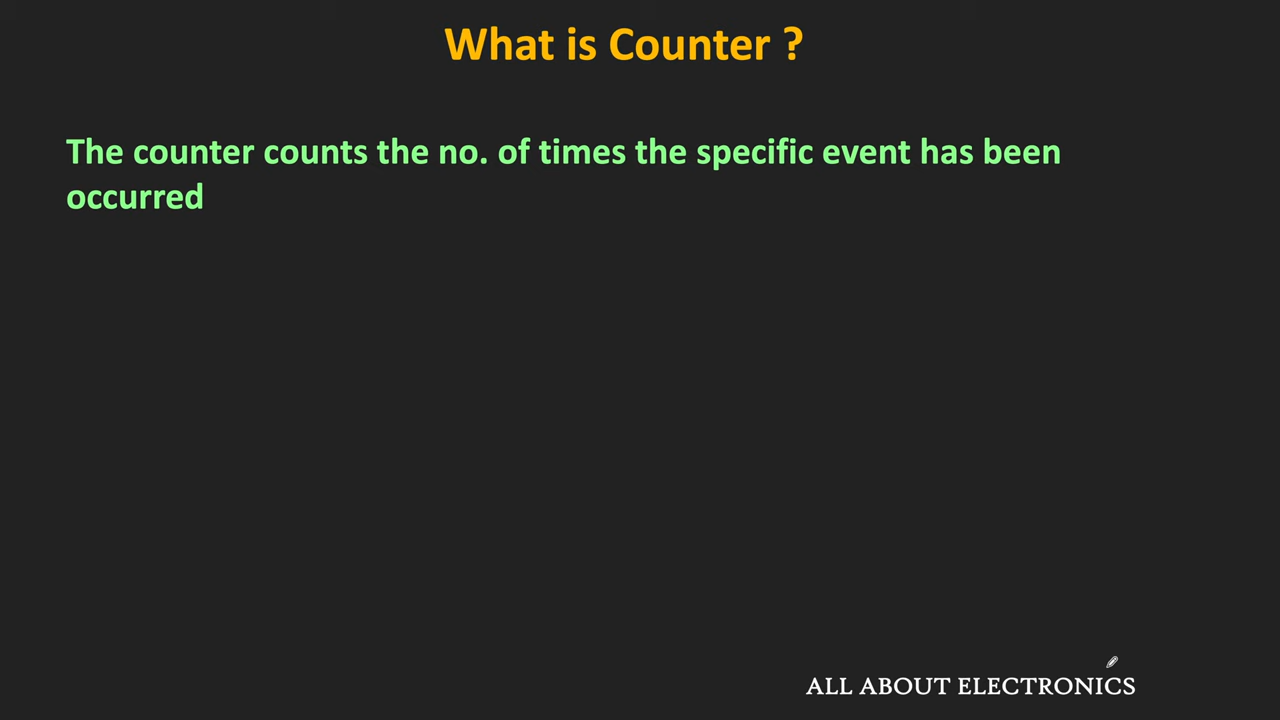 What is Counter ?
The counter counts the no. of times the specific event has been
occurred
ALL ABOUT ELECTRONICS